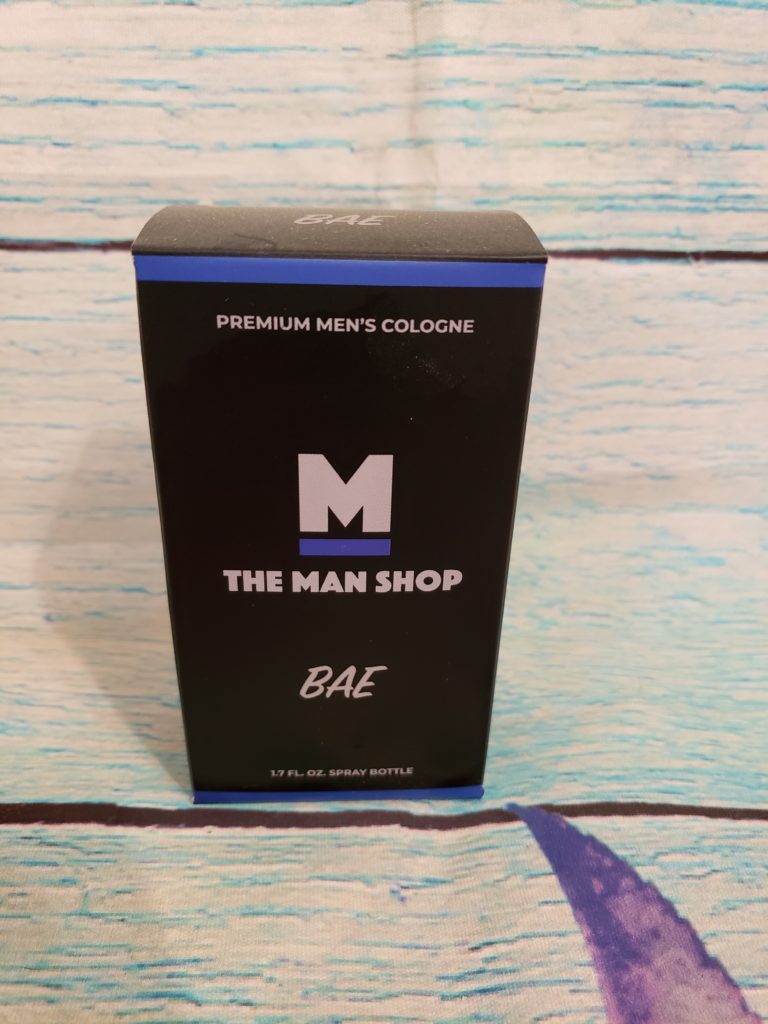 BAE
PREMIUM MEN'S COLOGNE
M
THE MAN SHOP
BAE
1.7 FL. OZ. SPRAY BOTTLE